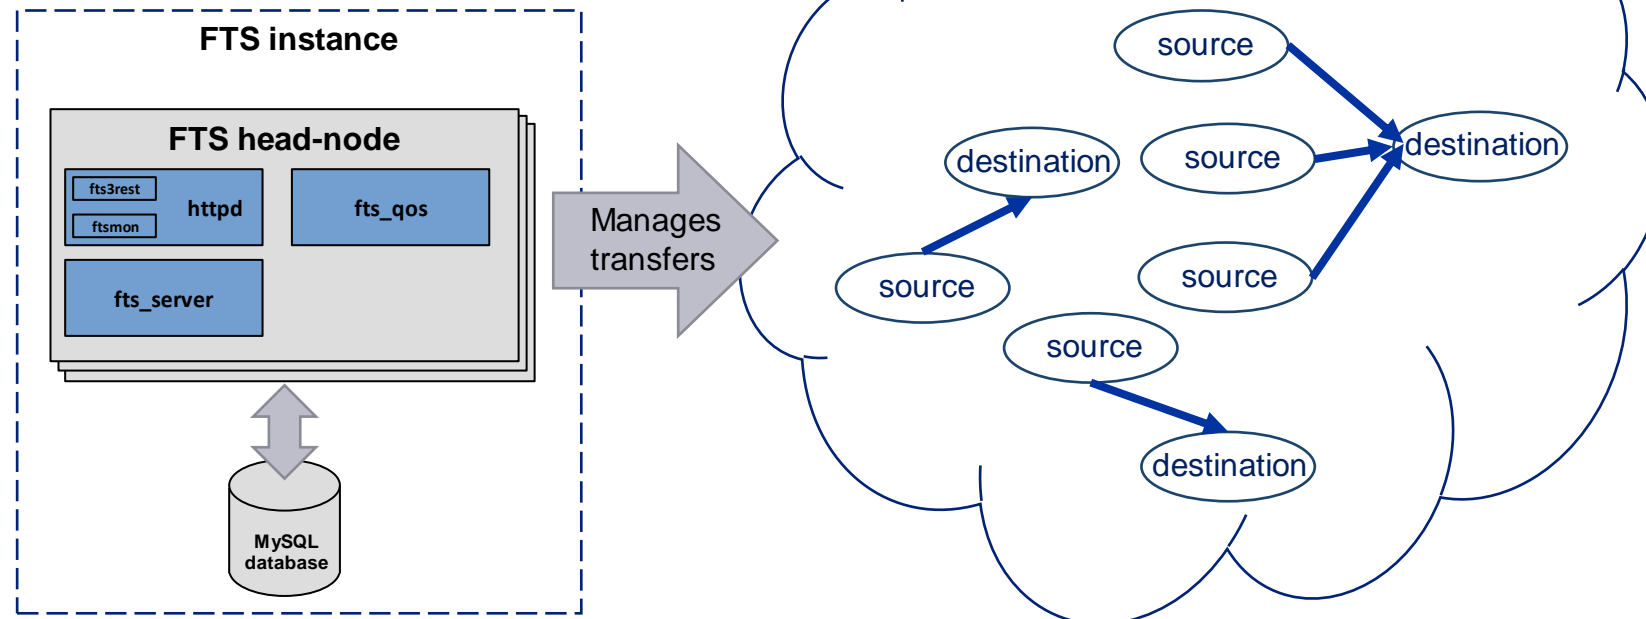 FTS instance
FTS head-node
fts3rest
httpd
ftsmon
fts_qos
fts_server
MySQL
database
Manages
transfers
source
destination
source
destination
source
source
source
destination